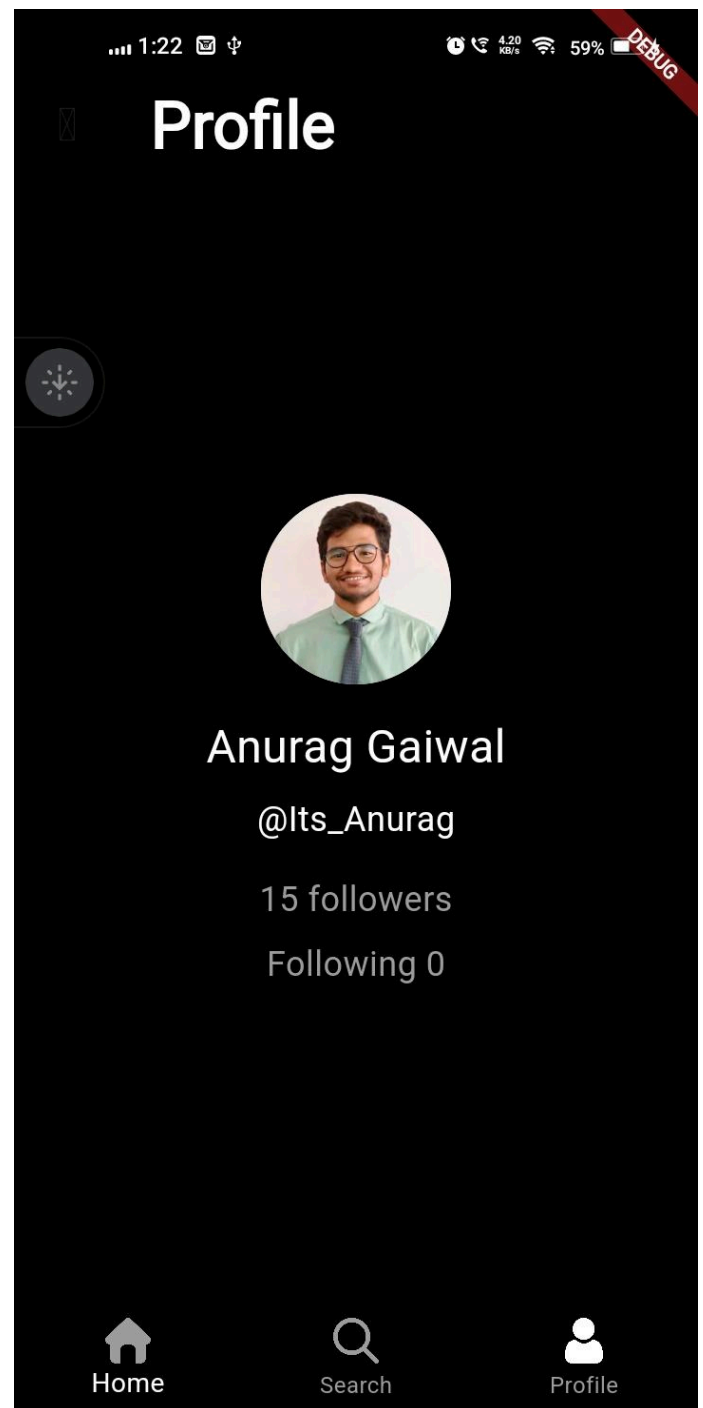 1:22
4.20
KB/s
59%
DEBUG
Profile
Anurag Gaiwal
@Its_Anurag
15 followers
Following 0
Home
Search
Profile